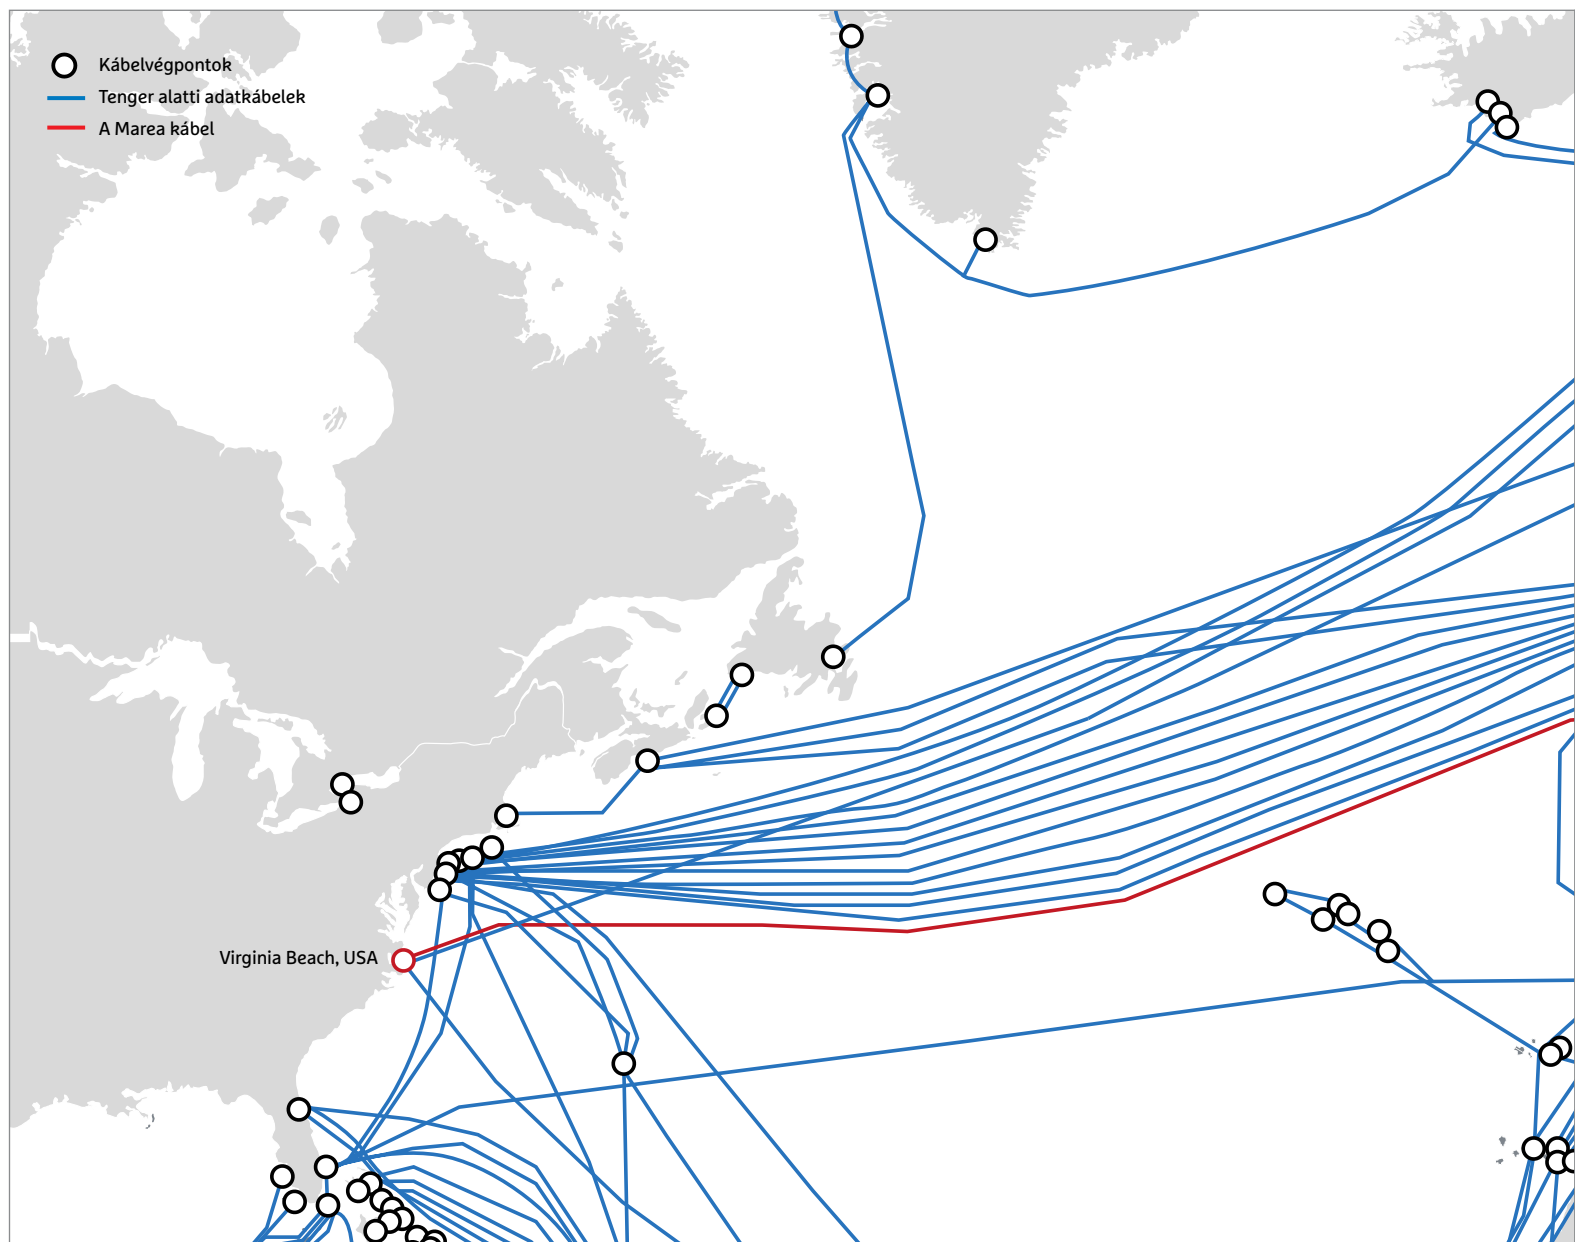 Kábelvégpontok
Tenger alatti adatkábelek
A Marea kábel
Virginia Beach, USA